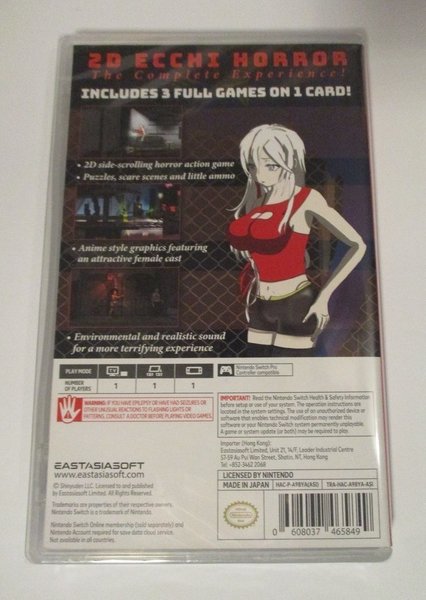 2D ECCHI HORROR
The Complete Experience!
INCLUDES 3 FULL GAMES ON 1 CARD!
• 2D side-scrolling horror action game
• Puzzles, scare scenes and little ammo
• Anime style graphics featuring
an attractive female cast
• Environmental and realistic sound
for a more terrifying experience
PLAY MODE
NUMBER
OF PLAYERS
1
1
1
Nintendo Switch Pro
Controller compatible
WARNING: IF YOU HAVE EPILEPSY OR HAVE HAD SEIZURES OR
OTHER UNUSUAL REACTIONS TO FLASHING LIGHTS OR
PATTERNS, CONSULT A DOCTOR BEFORE PLAYING VIDEO GAMES.
IMPORTANT! Read the Nintendo Switch Health & Safety Information
before setup or use of your system. The operation instructions are
located in the system settings. The use of an unauthorized device or
software that enables technical modification may render this
software or your Nintendo Switch system permanently unplayable.
A game or system update (or both) may be required to play.
Importer (Hong Kong):
Eastasiasoft Limited, Unit 21, 14/F, Leader Industrial Centre
57-59 Au Pui Wan Street, Shatin, NT, Hong Kong
Tel: +852-3462 2068
EASTASIASOFT
www.eastasiasoft.com
© Shinyuden LLC. Licensed to and published
by Eastasiasoft Limited. All Rights Reserved.
Trademarks are properties of their respective owners.
Nintendo Switch is a trademark of Nintendo.
Nintendo Switch Online membership (sold separately) and
Nintendo Account required for save data cloud service.
Not available in all countries.
LICENSED BY NINTENDO
MADE IN JAPAN
HAC-P-A9BYA(ASI)
TRA-HAC-A9BYA-ASI
0 608037 465849